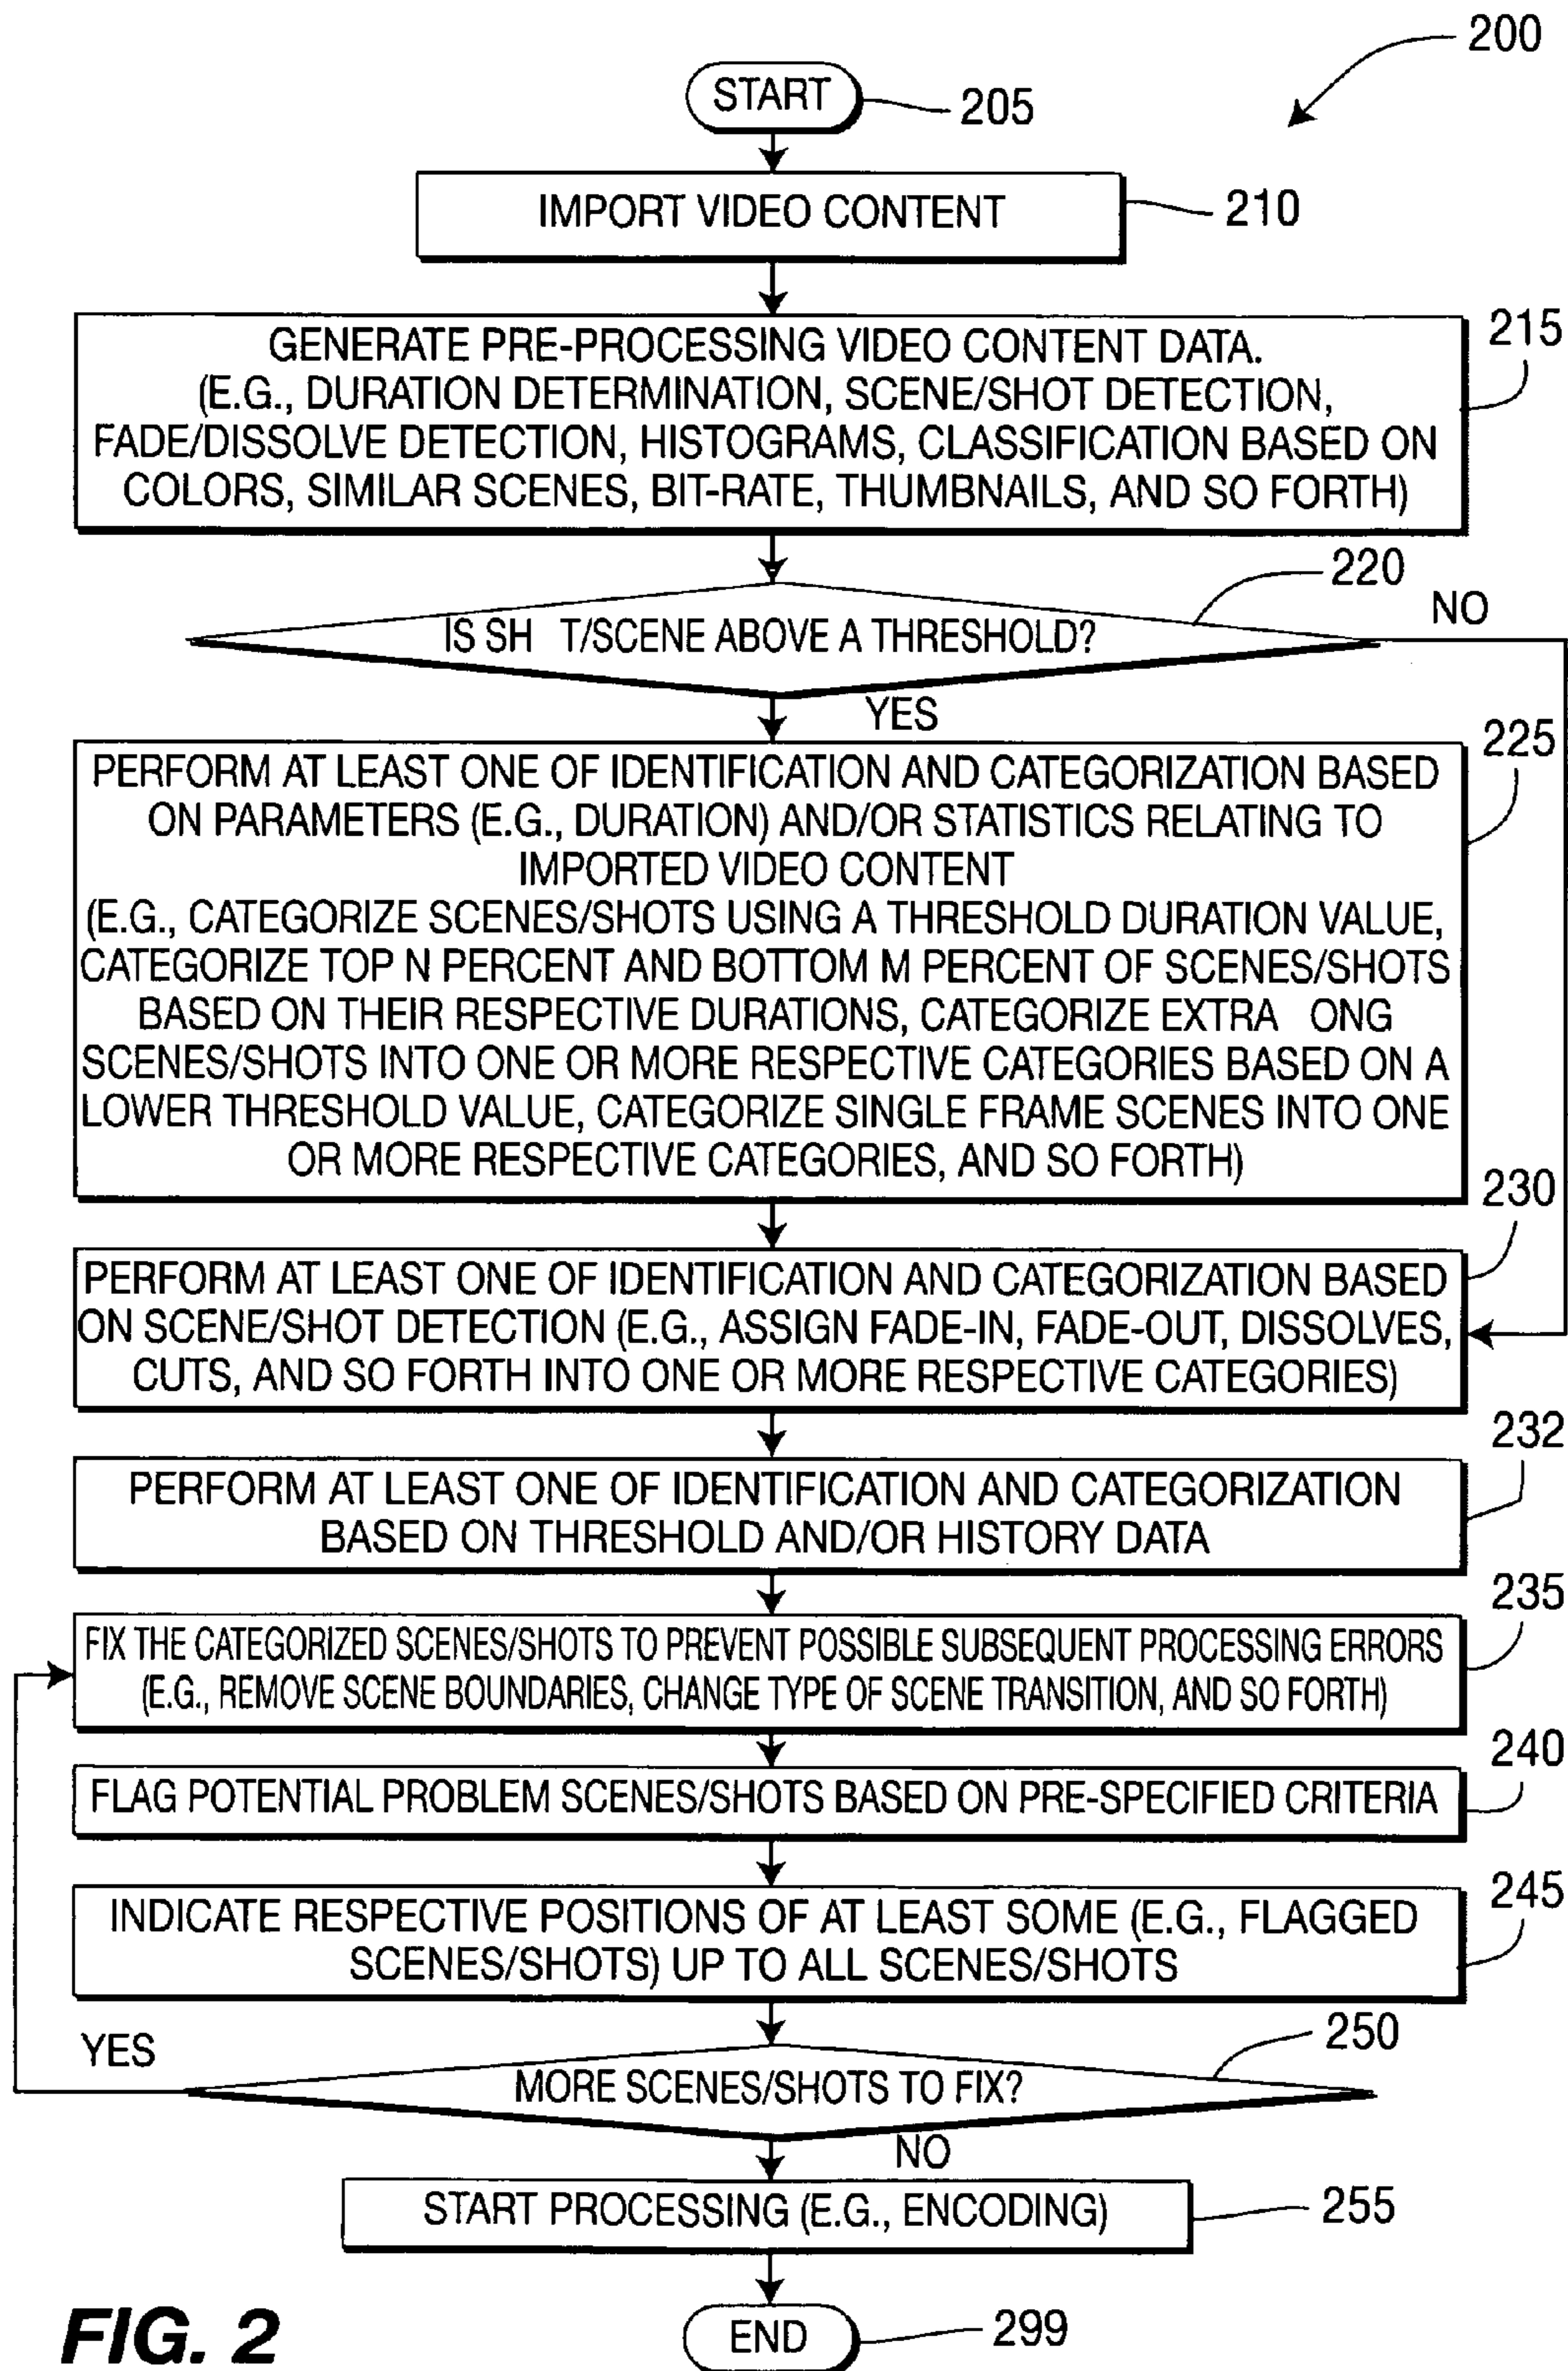 200
START
205
IMPORT VIDEO CONTENT
210
GENERATE PRE-PROCESSING VIDEO CONTENT DATA.
(E.G., DURATION DETERMINATION, SCENE/SHOT DETECTION,
FADE/DISSOLVE DETECTION, HISTOGRAMS, CLASSIFICATION BASED ON
COLORS, SIMILAR SCENES, BIT-RATE, THUMBNAILS, AND SO FORTH)
215
IS SH T/SCENE ABOVE A THRESHOLD?
220
NO
YES
PERFORM AT LEAST ONE OF IDENTIFICATION AND CATEGORIZATION BASED
ON PARAMETERS (E.G., DURATION) AND/OR STATISTICS RELATING TO
IMPORTED VIDEO CONTENT
(E.G., CATEGORIZE SCENES/SHOTS USING A THRESHOLD DURATION VALUE,
CATEGORIZE TOP N PERCENT AND BOTTOM M PERCENT OF SCENES/SHOTS
BASED ON THEIR RESPECTIVE DURATIONS, CATEGORIZE EXTRA ONG
SCENES/SHOTS INTO ONE OR MORE RESPECTIVE CATEGORIES BASED ON A
LOWER THRESHOLD VALUE, CATEGORIZE SINGLE FRAME SCENES INTO ONE
OR MORE RESPECTIVE CATEGORIES, AND SO FORTH)
225
PERFORM AT LEAST ONE OF IDENTIFICATION AND CATEGORIZATION BASED
ON SCENE/SHOT DETECTION (E.G., ASSIGN FADE-IN, FADE-OUT, DISSOLVES,
CUTS, AND SO FORTH INTO ONE OR MORE RESPECTIVE CATEGORIES)
230
PERFORM AT LEAST ONE OF IDENTIFICATION AND CATEGORIZATION
BASED ON THRESHOLD AND/OR HISTORY DATA
232
FIX THE CATEGORIZED SCENES/SHOTS TO PREVENT POSSIBLE SUBSEQUENT PROCESSING ERRORS
(E.G., REMOVE SCENE BOUNDARIES, CHANGE TYPE OF SCENE TRANSITION, AND SO FORTH)
235
FLAG POTENTIAL PROBLEM SCENES/SHOTS BASED ON PRE-SPECIFIED CRITERIA
240
INDICATE RESPECTIVE POSITIONS OF AT LEAST SOME (E.G., FLAGGED
SCENES/SHOTS) UP TO ALL SCENES/SHOTS
245
YES
MORE SCENES/SHOTS TO FIX?
250
NO
START PROCESSING (E.G., ENCODING)
255
END
299
FIG. 2